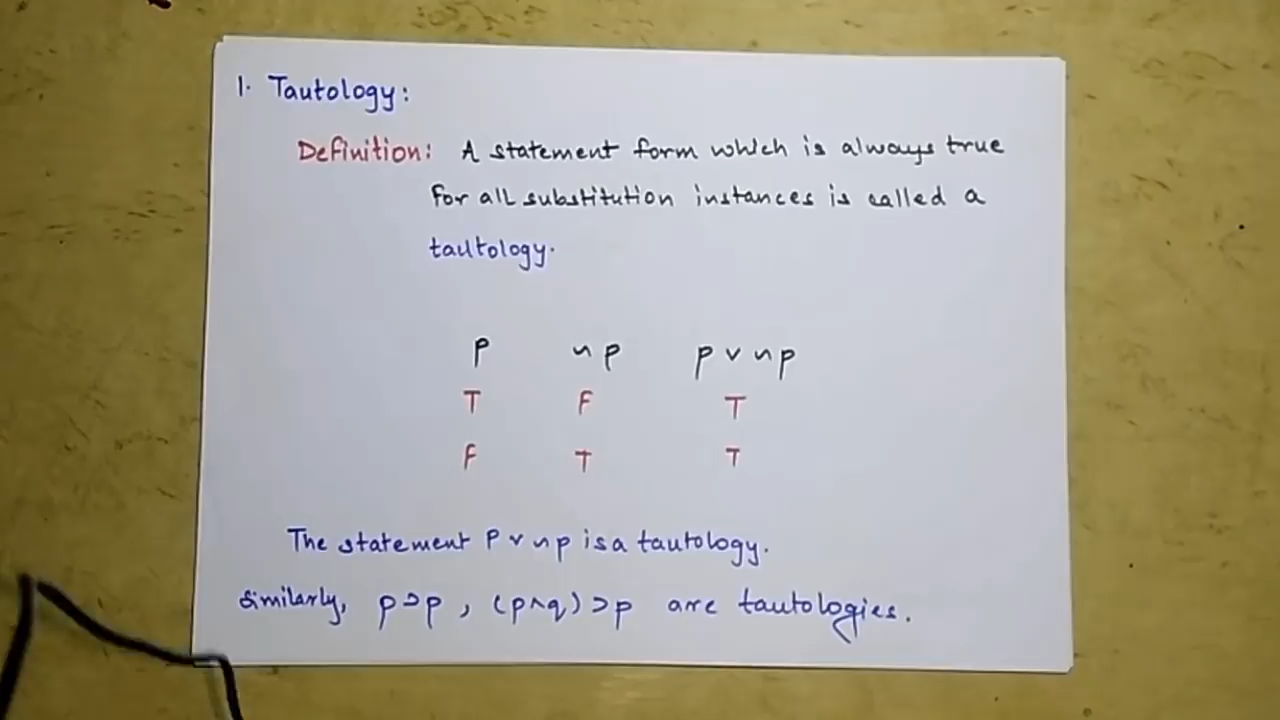 1. Tautology:
Definition: A statement form which is always true
for all substitution instances is called a
tautology.
p ~p p v ~p
T F T
F T T
The statement P v ~p is a tautology.
Similarly, p⊃p, (p∧q)⊃p are tautologies.